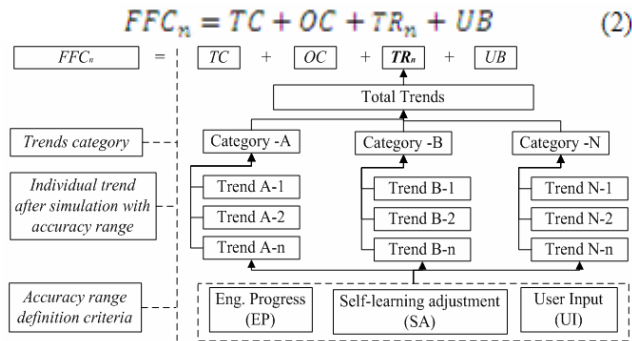 FFCₙ = TC + OC + TRₙ + UB (2)
FFCₙ = TC + OC + TRₙ + UB
Total Trends
Trends category
Category -A Category -B Category -N
Individual trend
after simulation with
accuracy range
Trend A-1 Trend B-1 Trend N-1
Trend A-2 Trend B-2 Trend N-2
Trend A-n Trend B-n Trend N-n
Accuracy range
definition criteria
Eng. Progress
(EP)
Self-learning adjustment
(SA)
User Input
(UI)